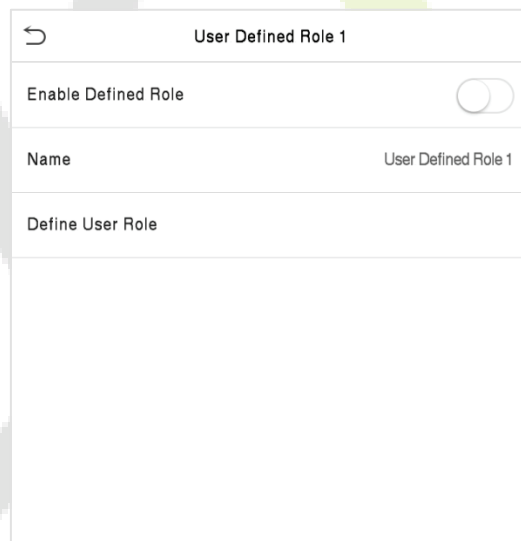 User Defined Role 1
Enable Defined Role
Name User Defined Role 1
Define User Role